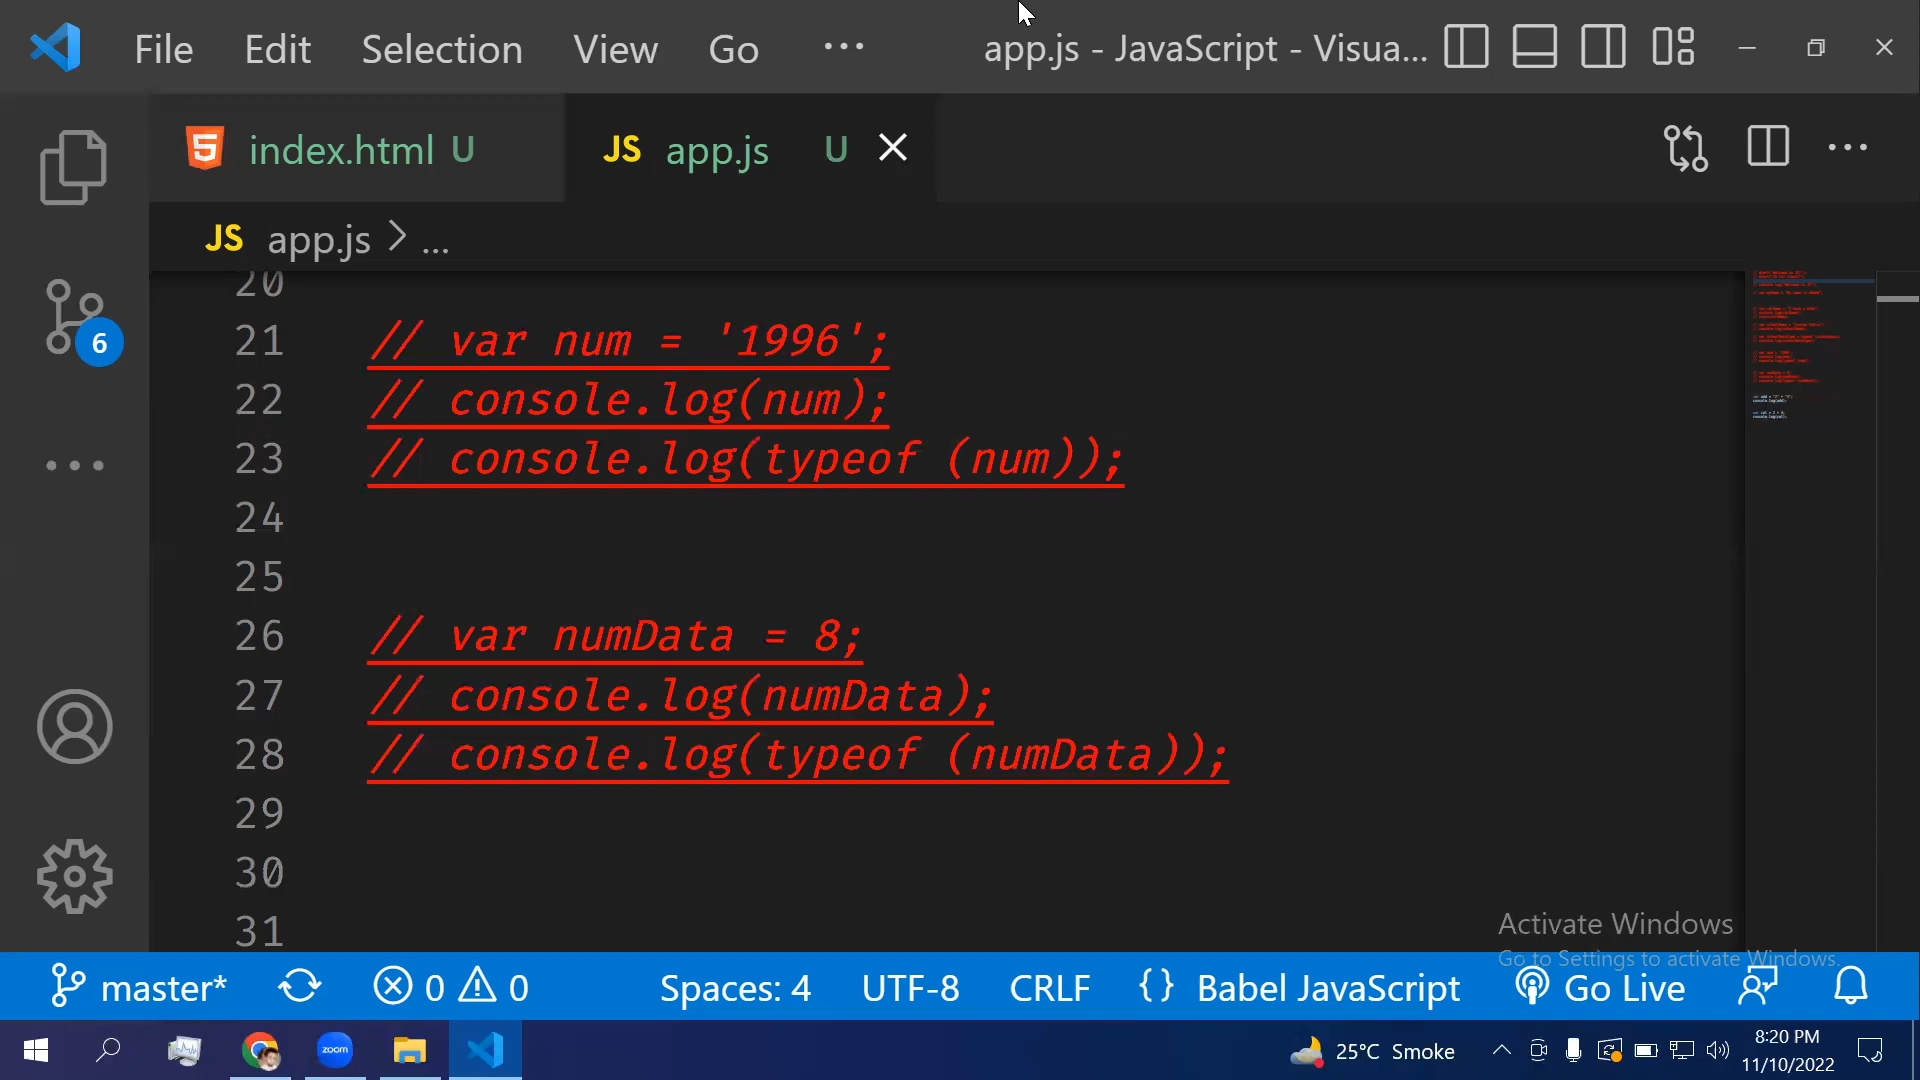 File Edit Selection View Go ··· app.js - JavaScript - Visua...
index.html U JS app.js U
JS app.js > ...
20
21 // var num = '1996';
22 // console.log(num);
23 // console.log(typeof (num));
24
25
26 // var numData = 8;
27 // console.log(numData);
28 // console.log(typeof (numData));
29
30
31
6
Activate Windows
Go to Settings to activate Windows.
master* 0 0 Spaces: 4 UTF-8 CRLF {} Babel JavaScript Go Live
zoom 25°C Smoke 8:20 PM
11/10/2022